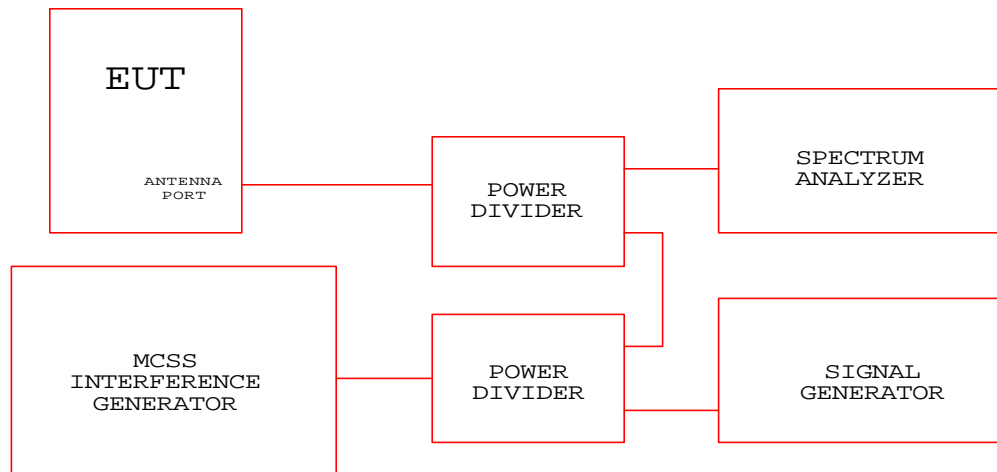 EUT
ANTENNA
PORT
POWER
DIVIDER
SPECTRUM
ANALYZER
MCSS
INTERFERENCE
GENERATOR
POWER
DIVIDER
SIGNAL
GENERATOR